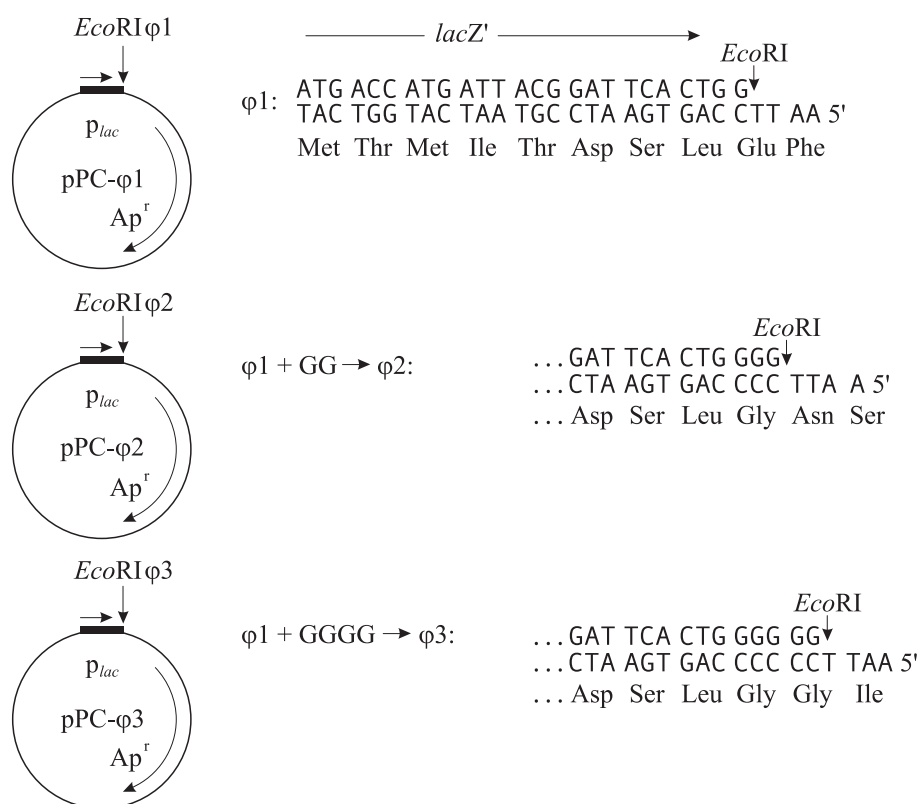 EcoRIφ1
p lac
pPC-φ1
Ap r
lacZ'
EcoRI
φ1: ATG ACC ATG ATT ACG GAT TCA CTG G
TAC TGG TAC TAA TGC CTA AGT GAC CTT AA 5'
Met Thr Met Ile Thr Asp Ser Leu Glu Phe
EcoRIφ2
p lac
pPC-φ2
Ap r
EcoRI
φ1 + GG → φ2: ...GAT TCA CTG GGG
...CTA AGT GAC CCC TTA A 5'
... Asp Ser Leu Gly Asn Ser
EcoRIφ3
p lac
pPC-φ3
Ap r
EcoRI
φ1 + GGGG → φ3: ...GAT TCA CTG GGG GG
...CTA AGT GAC CCC CCT TAA 5'
... Asp Ser Leu Gly Gly Ile